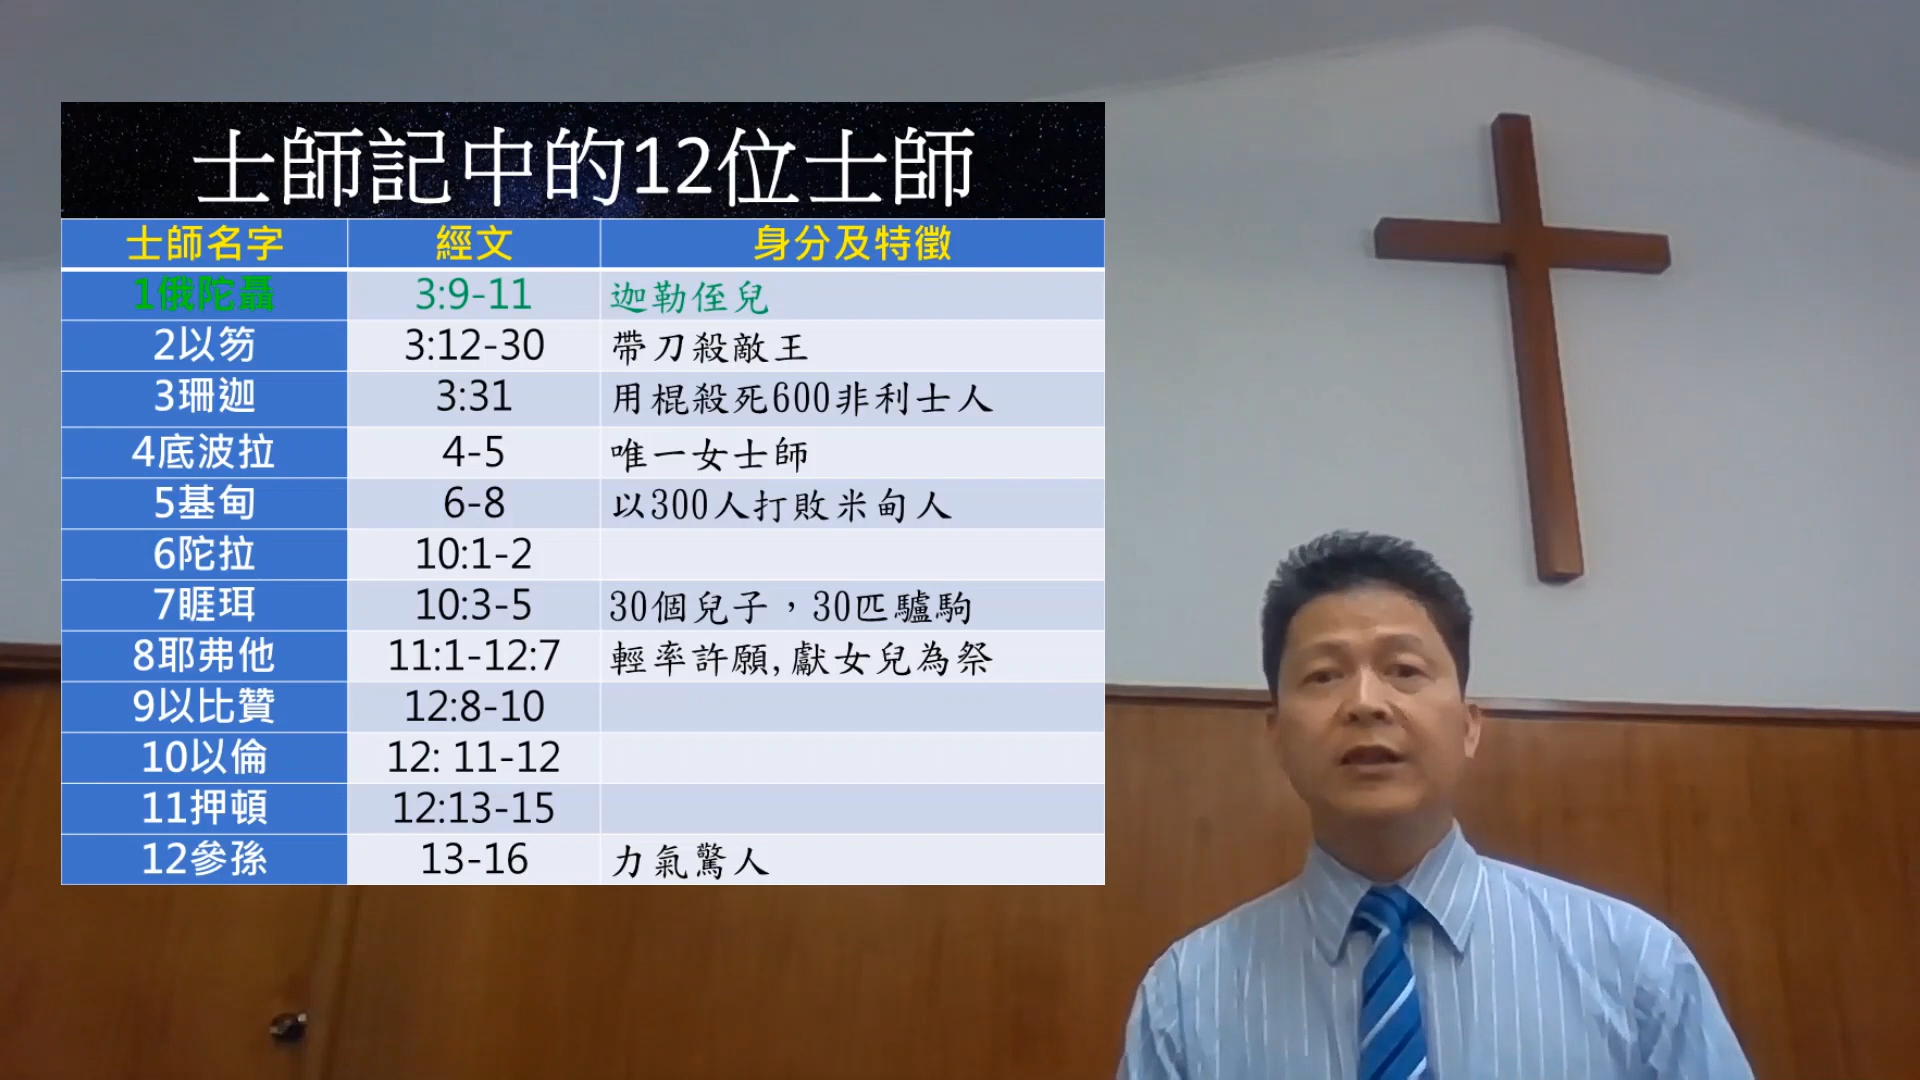 士師記中的12位士師
士師名字 經文 身分及特徵
1俄陀聶 3:9-11 迦勒侄兒
2以笏 3:12-30 帶刀殺敵王
3珊迦 3:31 用棍殺死600非利士人
4底波拉 4-5 唯一女士師
5基甸 6-8 以300人打敗米甸人
6陀拉 10:1-2
7睚珥 10:3-5 30個兒子，30匹驢駒
8耶弗他 11:1-12:7 輕率許願,獻女兒為祭
9以比贊 12:8-10
10以倫 12: 11-12
11押頓 12:13-15
12參孫 13-16 力氣驚人